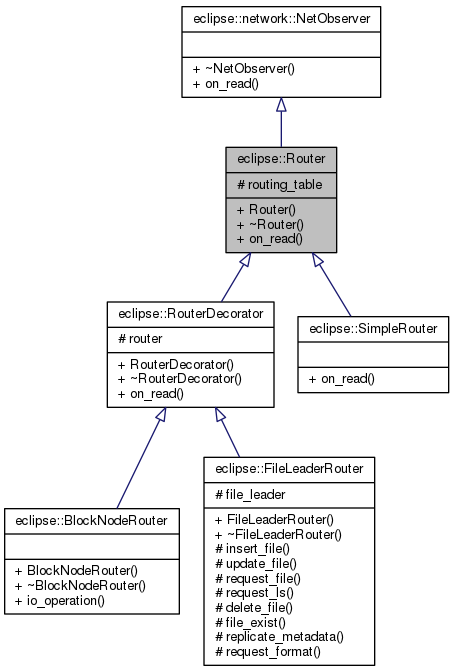 eclipse::network::NetObserver
+ ~NetObserver()
+ on_read()
eclipse::Router
# routing_table
+ Router()
+ ~Router()
+ on_read()
eclipse::RouterDecorator
# router
+ RouterDecorator()
+ ~RouterDecorator()
+ on_read()
eclipse::SimpleRouter
+ on_read()
eclipse::BlockNodeRouter
+ BlockNodeRouter()
+ ~BlockNodeRouter()
+ io_operation()
eclipse::FileLeaderRouter
# file_leader
+ FileLeaderRouter()
+ ~FileLeaderRouter()
# insert_file()
# update_file()
# request_file()
# request_ls()
# delete_file()
# file_exist()
# replicate_metadata()
# request_format()